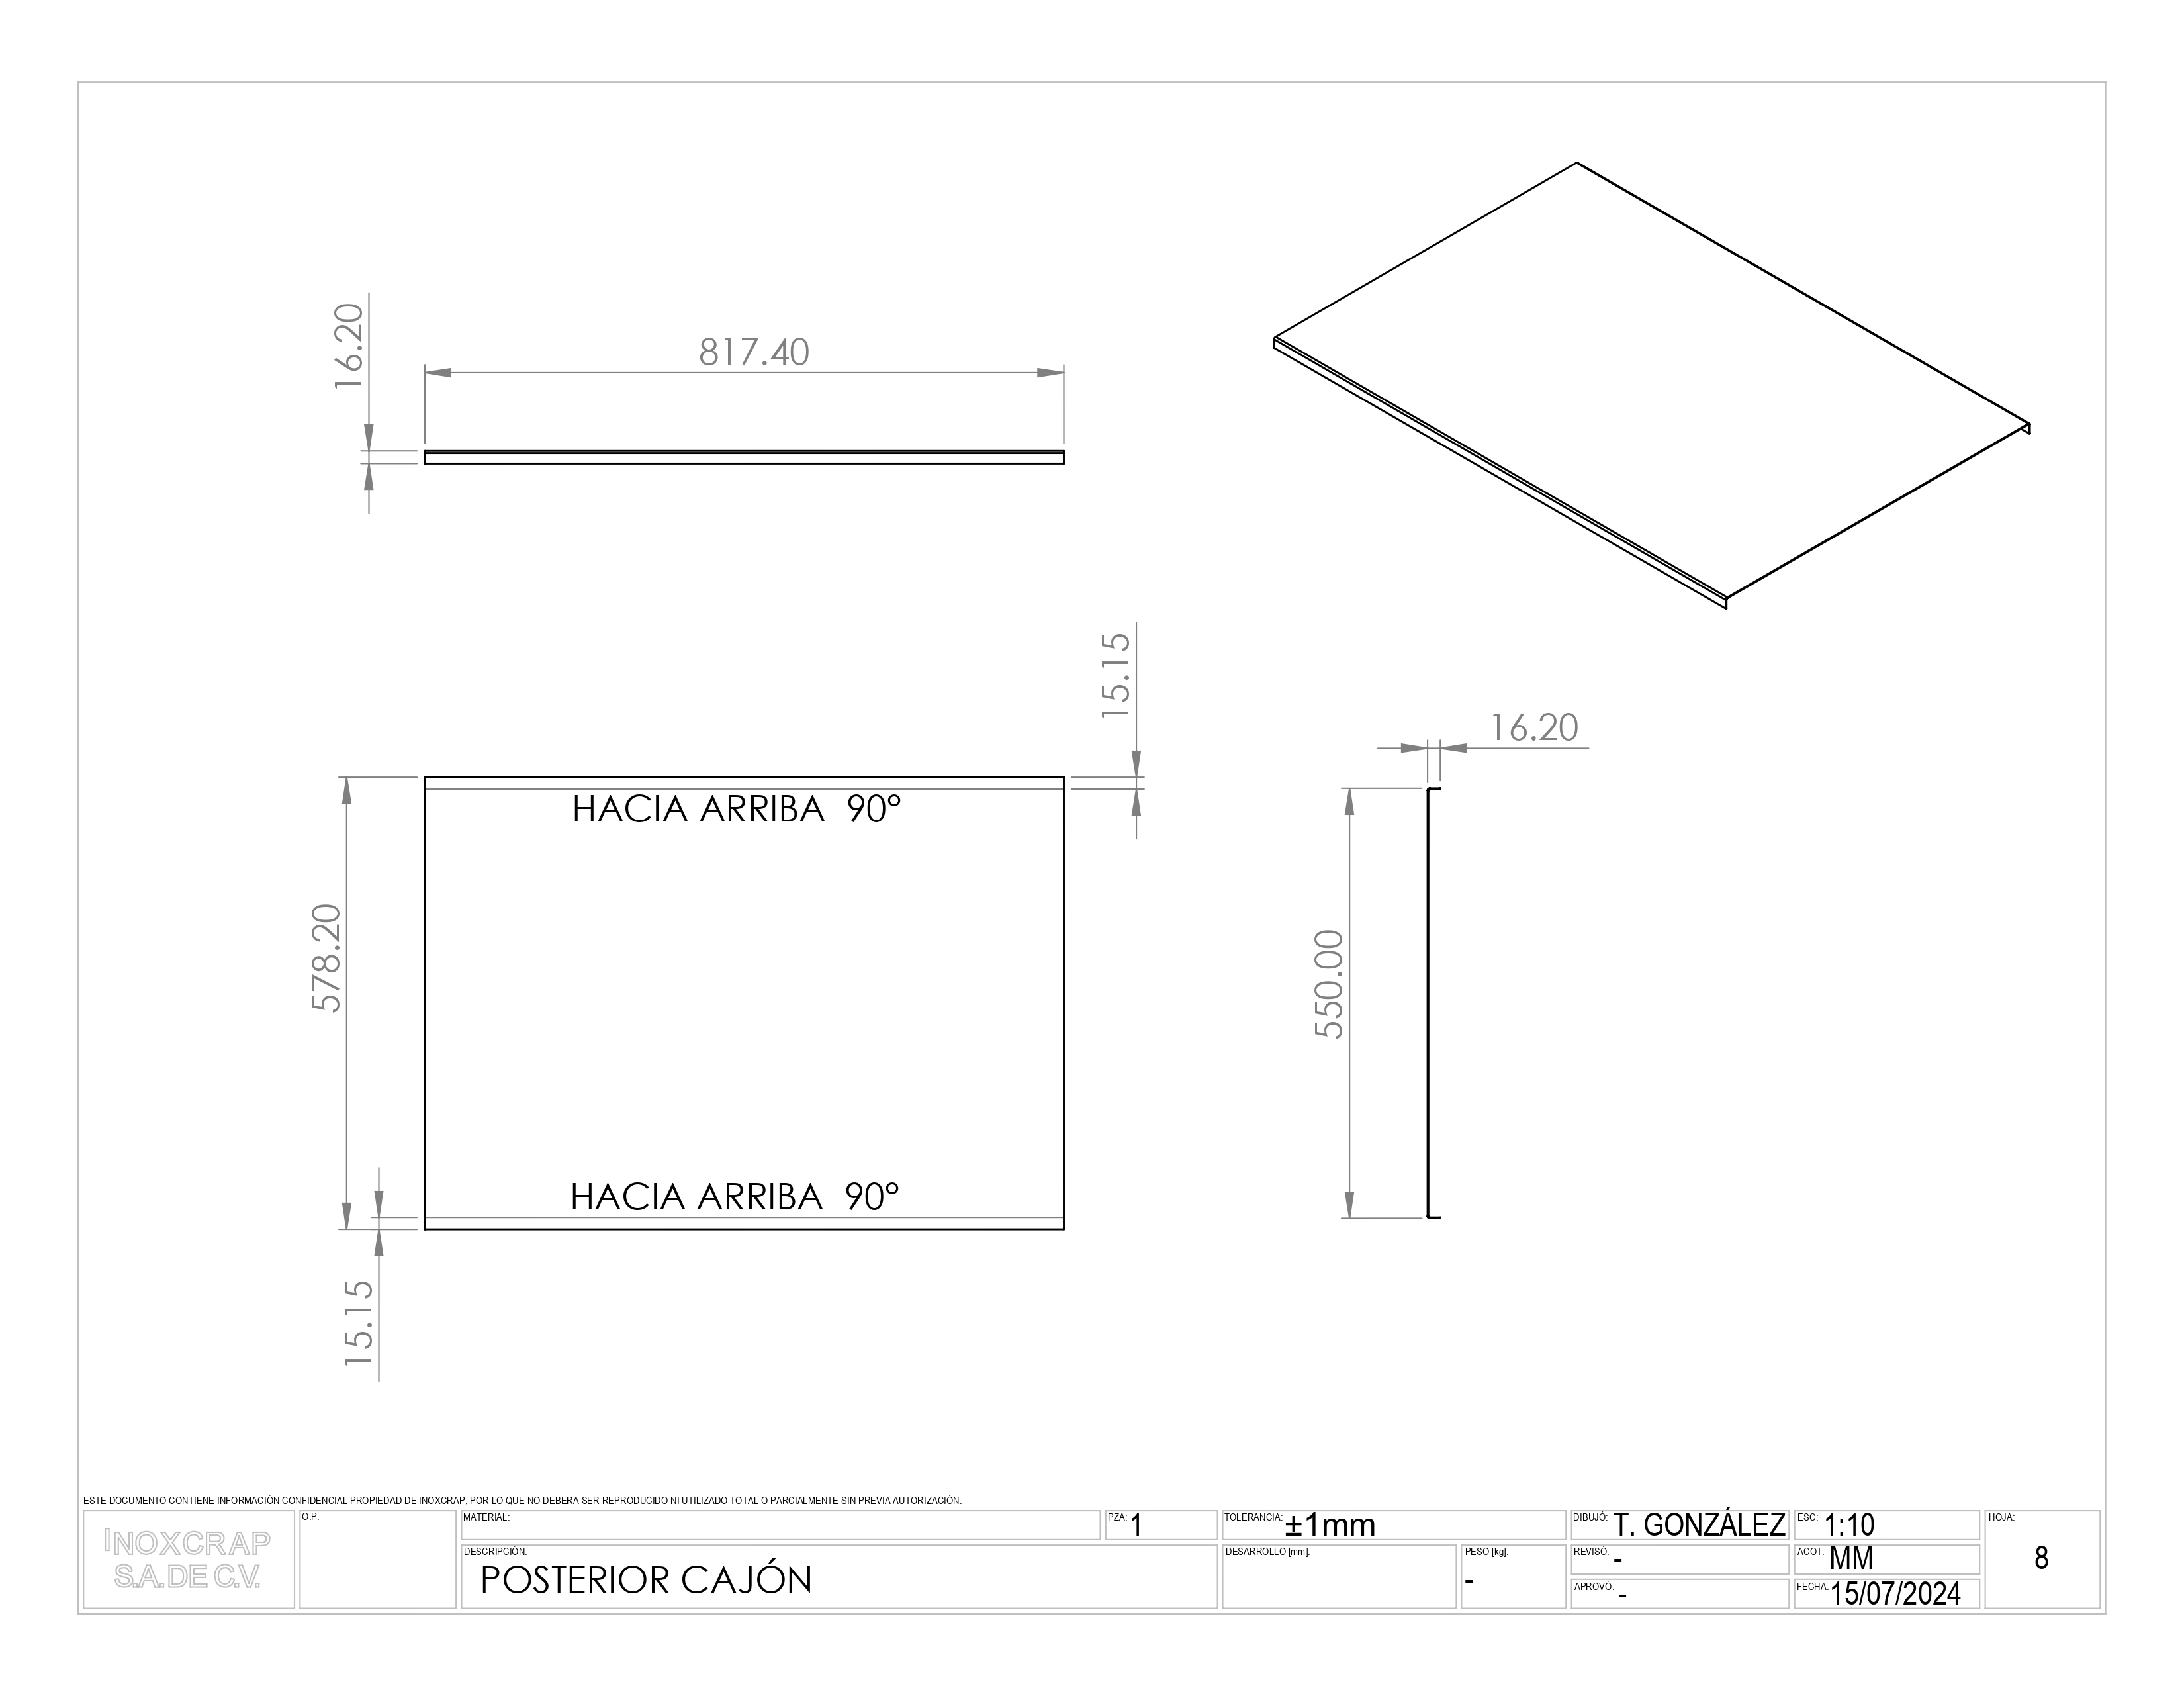 16.20
817.40
15.15
16.20
HACIA ARRIBA  90°
578.20
550.00
HACIA ARRIBA  90°
15.15
ESTE DOCUMENTO CONTIENE INFORMACIÓN CONFIDENCIAL PROPIEDAD DE INOXCRAP, POR LO QUE NO DEBERA SER REPRODUCIDO NI UTILIZADO TOTAL O PARCIALMENTE SIN PREVIA AUTORIZACIÓN.
INOXCRAP
S.A. DE C.V.
O.P.
MATERIAL:
PZA: 1
TOLERANCIA: ±1mm
DIBUJÓ: T. GONZÁLEZ
ESC: 1:10
HOJA:
8
DESCRIPCIÓN:
POSTERIOR CAJÓN
DESARROLLO [mm]:
PESO [kg]:
-
REVISÓ: -
ACOT: MM
APROVÓ: -
FECHA: 15/07/2024